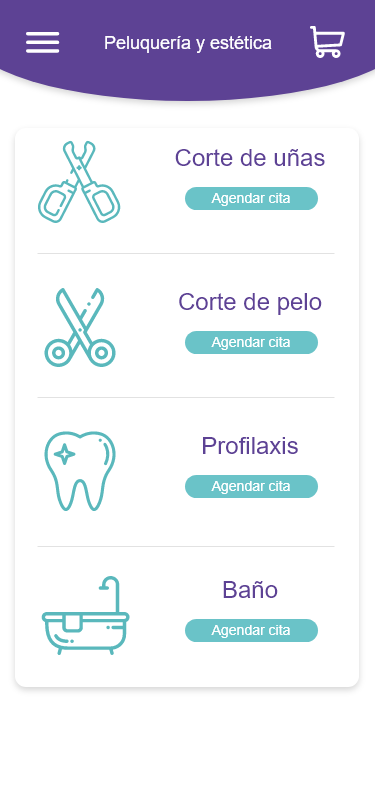 Peluquería y estética
Corte de uñas
Agendar cita
Corte de pelo
Agendar cita
Profilaxis
Agendar cita
Baño
Agendar cita